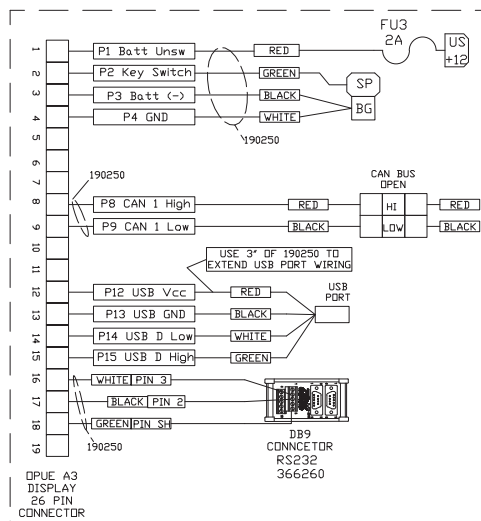 FU3
2A
US
+12
1 P1 Batt Unsw RED
2 P2 Key Switch GREEN
SP
3 P3 Batt (-) BLACK
BG
4 P4 GND WHITE
5
190250
6
7
190250
CAN BUS
OPEN
8 P8 CAN 1 High RED HI RED
9 P9 CAN 1 Low BLACK LOW BLACK
10
11
USE 3" OF 190250 TO
EXTEND USB PORT WIRING
USB
PORT
12 P12 USB Vcc RED
13 P13 USB GND BLACK
14 P14 USB D Low WHITE
15 P15 USB D High GREEN
16 WHITE PIN 3
17 BLACK PIN 2
18 GREEN PIN SH
19
190250
DB9
CONNCETOR
RS232
366260
OPUE A3
DISPLAY
26 PIN
CONNECTOR